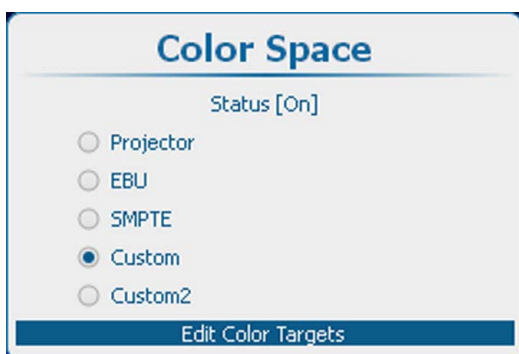 Color Space
Status [On]
Projector
EBU
SMPTE
Custom
Custom2
Edit Color Targets